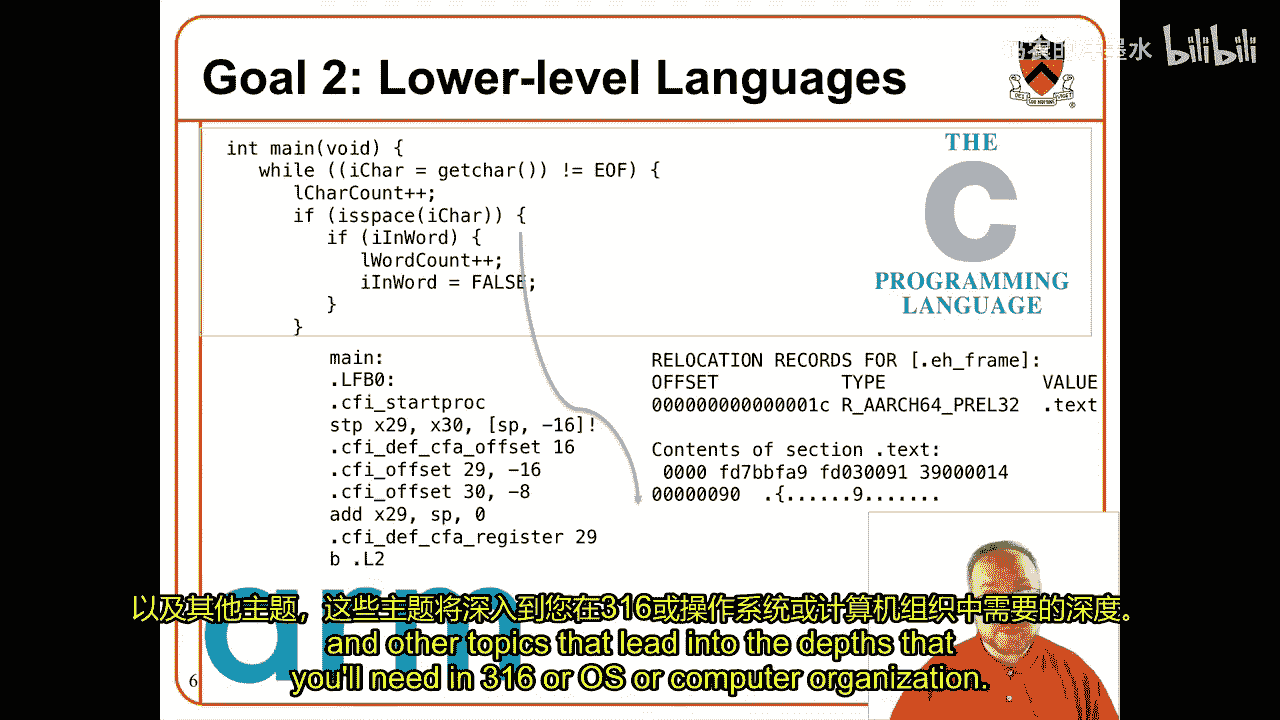 Goal 2: Lower-level Languages
bilibili
int main(void) {
while ((iChar = getchar()) != EOF) {
lCharCount++;
if (isspace(iChar)) {
if (iInWord) {
lWordCount++;
iInWord = FALSE;
}
}
THE
C
PROGRAMMING
LANGUAGE
main:
.LFB0:
.cfi_startproc
stp x29, x30, [sp, -16]!
.cfi_def_cfa_offset 16
.cfi_offset 29, -16
.cfi_offset 30, -8
add x29, sp, 0
.cfi_def_cfa_register 29
b .L2
RELOCATION RECORDS FOR [.eh_frame]:
OFFSET TYPE VALUE
000000000000001c R_AARCH64_PREL32 .text
Contents of section .text:
0000 fd7bbfa9 fd030091 39000014
00000090 .{......9.......
arm
以及其他主题，这些主题将深入到您在316或操作系统或计算机组织中需要的深度。
and other topics that lead into the depths that
you'll need in 316 or OS or computer organization.
6